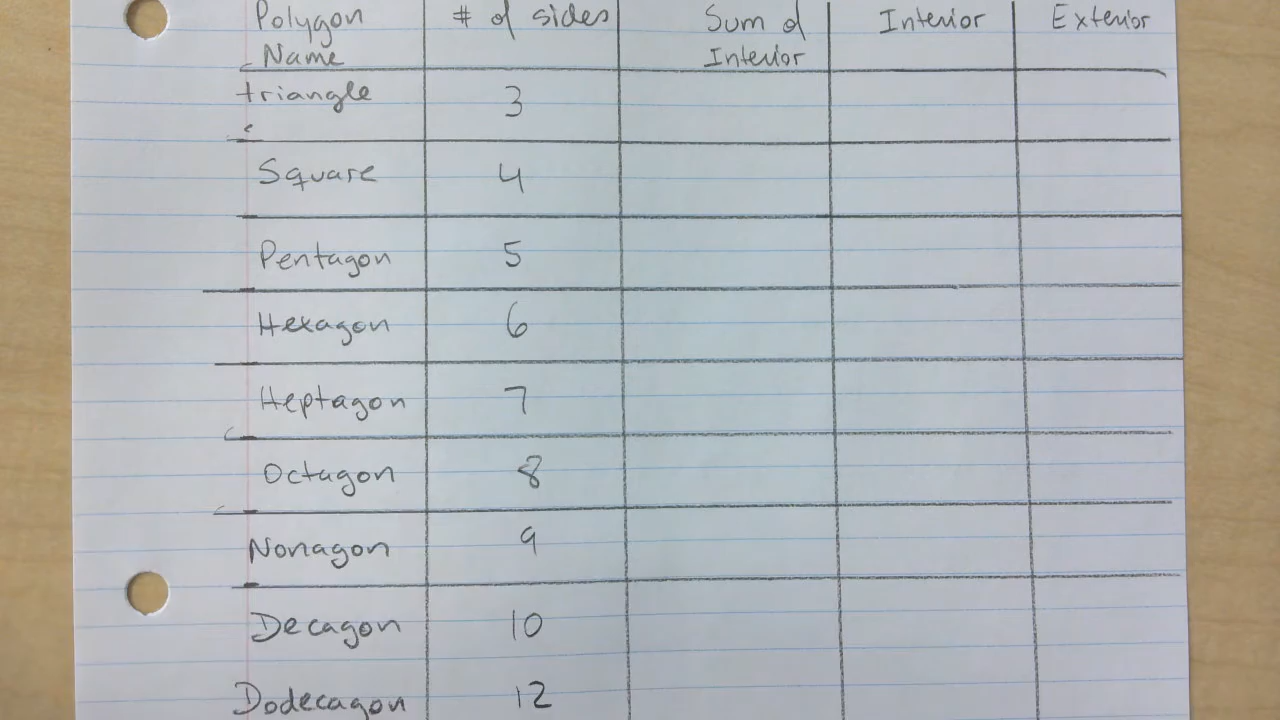 Polygon Name # of sides Sum of Interior Interior Exterior
triangle 3
Square 4
Pentagon 5
Hexagon 6
Heptagon 7
Octagon 8
Nonagon 9
Decagon 10
Dodecagon 12